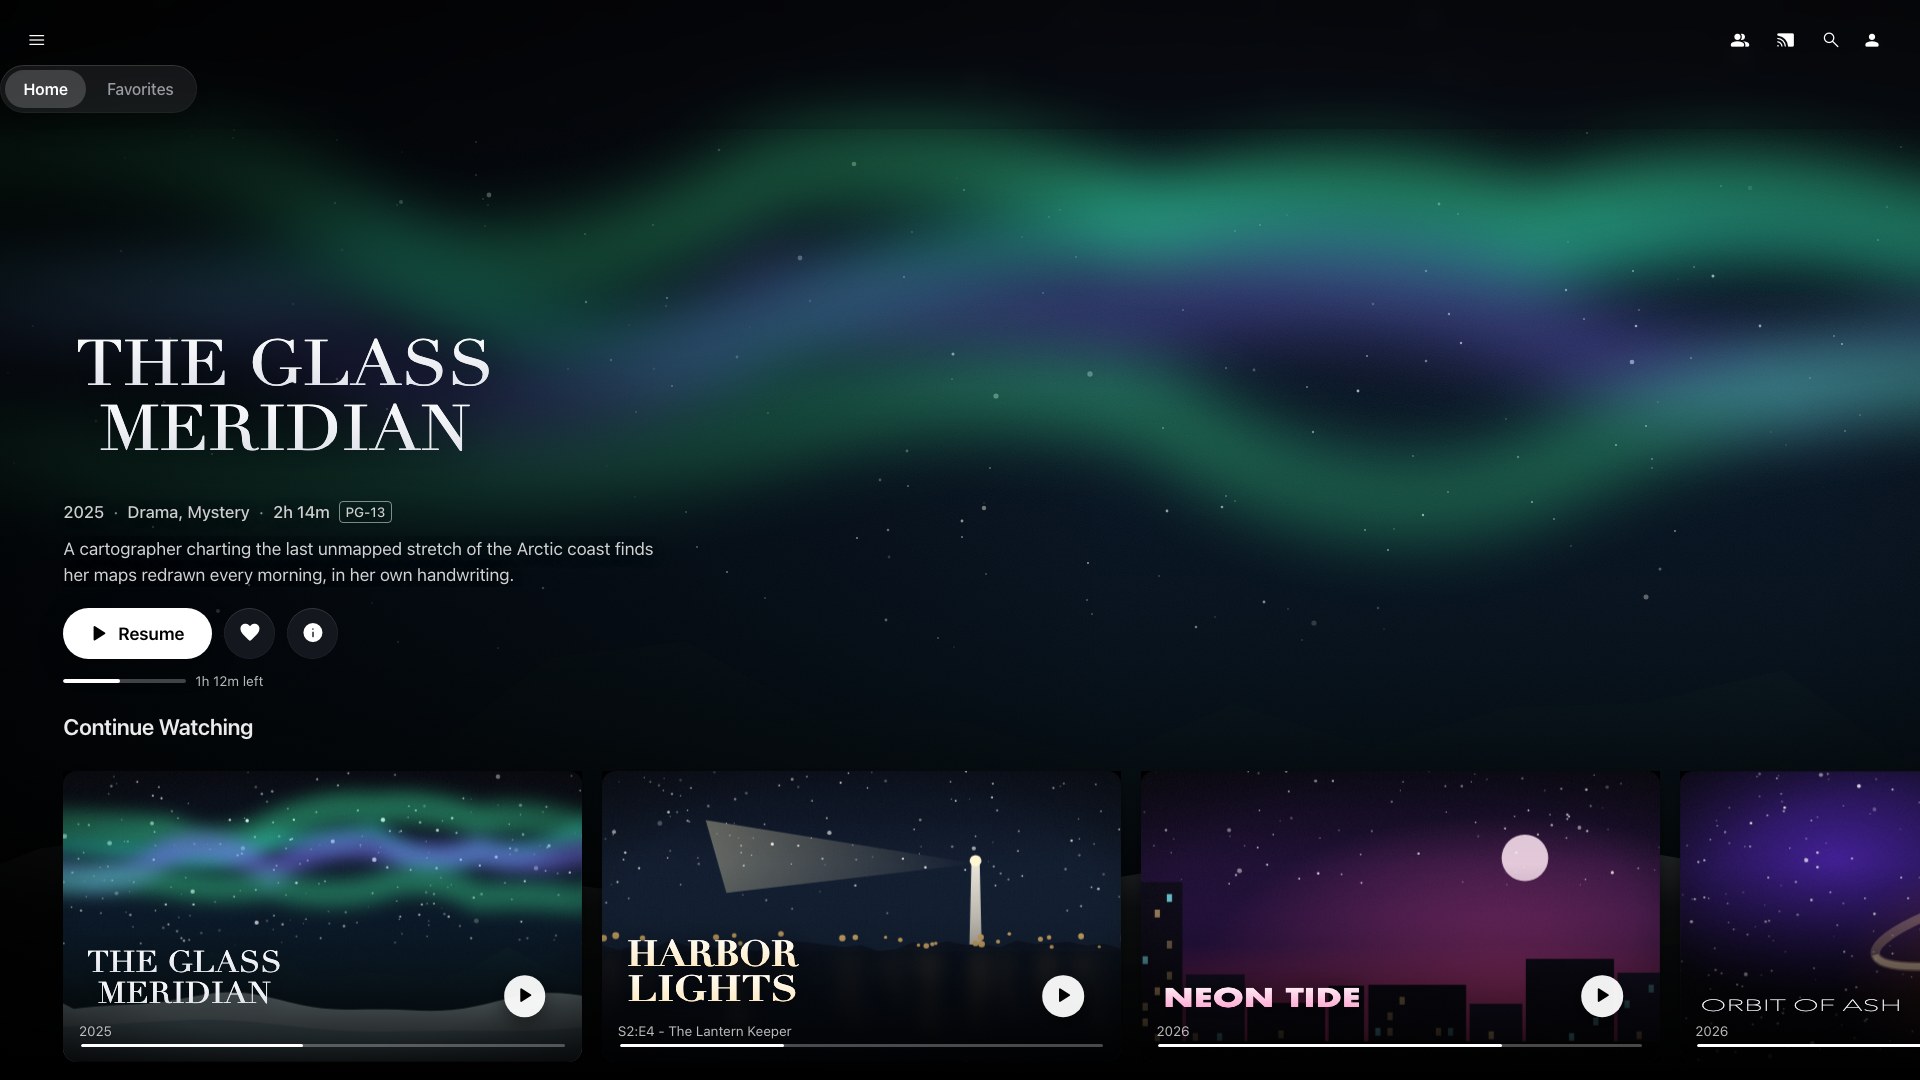 Home
Favorites
THE GLASS
MERIDIAN
2025 · Drama, Mystery · 2h 14m PG-13
A cartographer charting the last unmapped stretch of the Arctic coast finds
her maps redrawn every morning, in her own handwriting.
Resume
1h 12m left
Continue Watching
THE GLASS
MERIDIAN
2025
HARBOR
LIGHTS
S2:E4 - The Lantern Keeper
NEON TIDE
2026
ORBIT OF ASH
2026